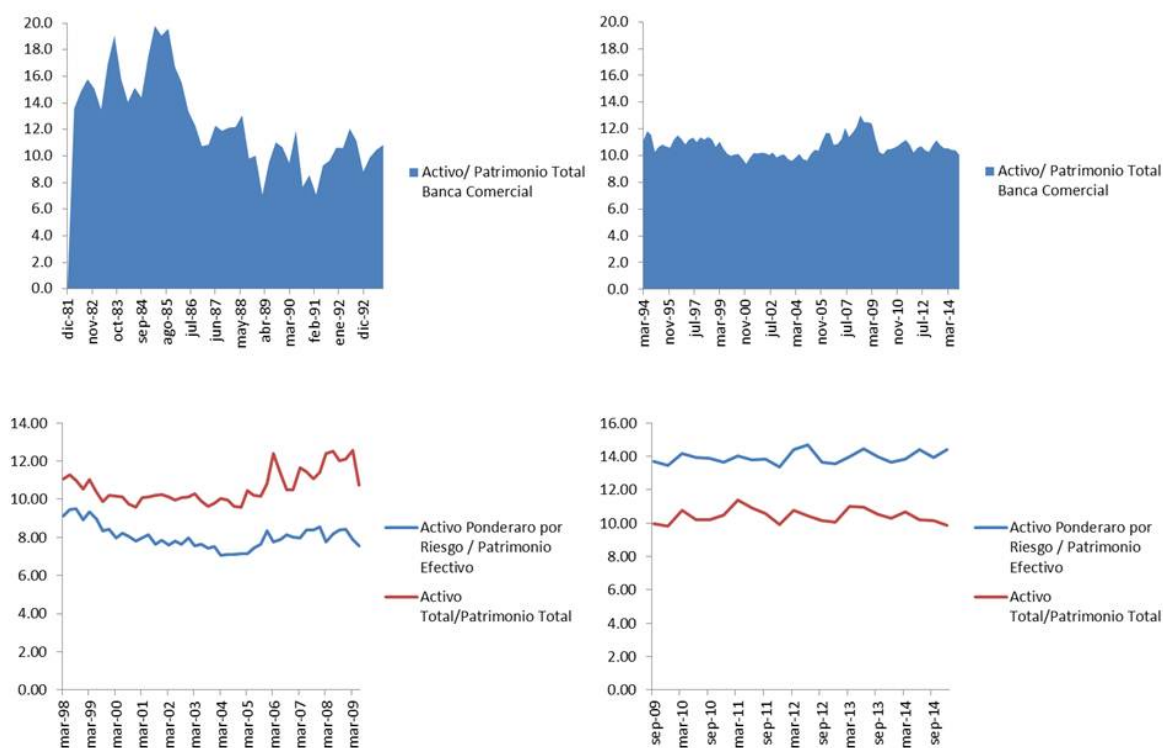 20.0
18.0
16.0
14.0
12.0
10.0
8.0
6.0
4.0
2.0
0.0
dic-81
nov-82
oct-83
sep-84
ago-85
jul-86
jun-87
may-88
abr-89
mar-90
feb-91
ene-92
dic-92
Activo/ Patrimonio Total
Banca Comercial
20.0
18.0
16.0
14.0
12.0
10.0
8.0
6.0
4.0
2.0
0.0
mar-94
nov-95
jul-97
mar-99
nov-00
jul-02
mar-04
nov-05
jul-07
mar-09
nov-10
jul-12
mar-14
Activo/ Patrimonio Total
Banca Comercial
14.00
12.00
10.00
8.00
6.00
4.00
2.00
0.00
mar-98
mar-99
mar-00
mar-01
mar-02
mar-03
mar-04
mar-05
mar-06
mar-07
mar-08
mar-09
Activo Ponderaro por
Riesgo / Patrimonio
Efectivo
Activo
Total/Patrimonio Total
16.00
14.00
12.00
10.00
8.00
6.00
4.00
2.00
0.00
sep-09
mar-10
sep-10
mar-11
sep-11
mar-12
sep-12
mar-13
sep-13
mar-14
sep-14
Activo Ponderaro por
Riesgo / Patrimonio
Efectivo
Activo
Total/Patrimonio Total